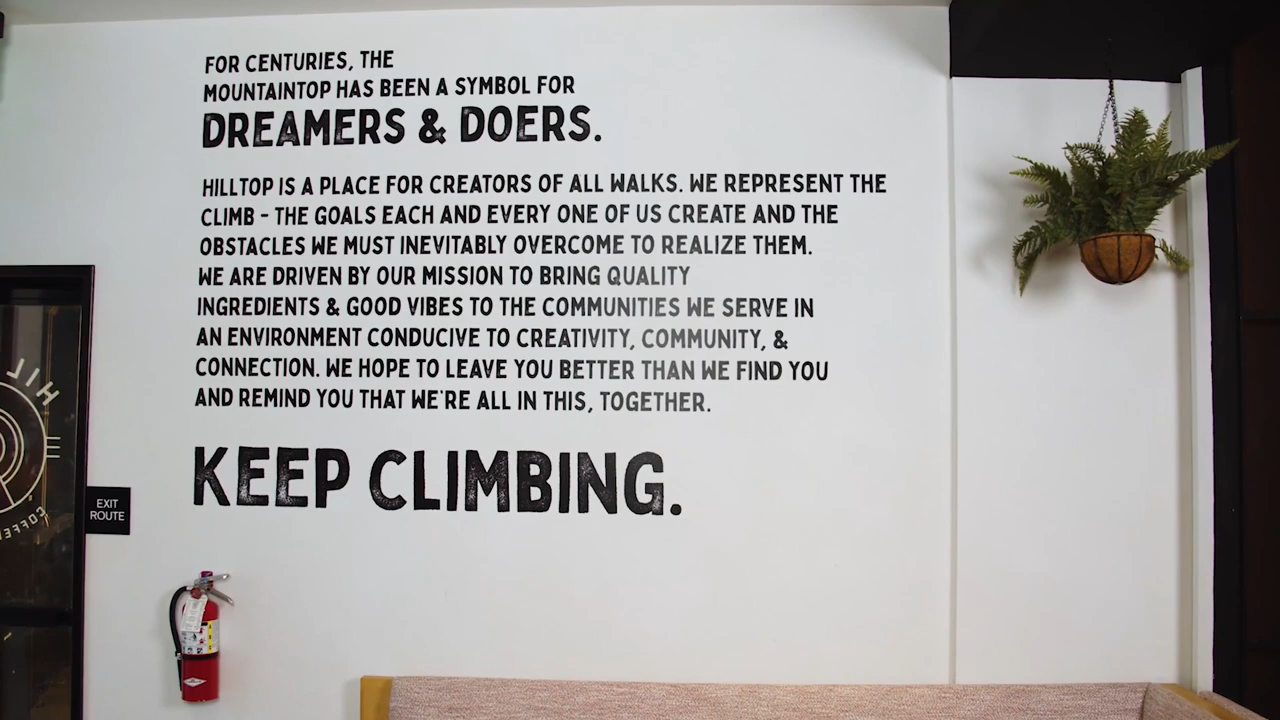 FOR CENTURIES, THE
MOUNTAINTOP HAS BEEN A SYMBOL FOR
DREAMERS & DOERS.
HILLTOP IS A PLACE FOR CREATORS OF ALL WALKS. WE REPRESENT THE
CLIMB - THE GOALS EACH AND EVERY ONE OF US CREATE AND THE
OBSTACLES WE MUST INEVITABLY OVERCOME TO REALIZE THEM.
WE ARE DRIVEN BY OUR MISSION TO BRING QUALITY
INGREDIENTS & GOOD VIBES TO THE COMMUNITIES WE SERVE IN
AN ENVIRONMENT CONDUCIVE TO CREATIVITY, COMMUNITY, &
CONNECTION. WE HOPE TO LEAVE YOU BETTER THAN WE FIND YOU
AND REMIND YOU THAT WE'RE ALL IN THIS, TOGETHER.
KEEP CLIMBING.
EXIT
ROUTE